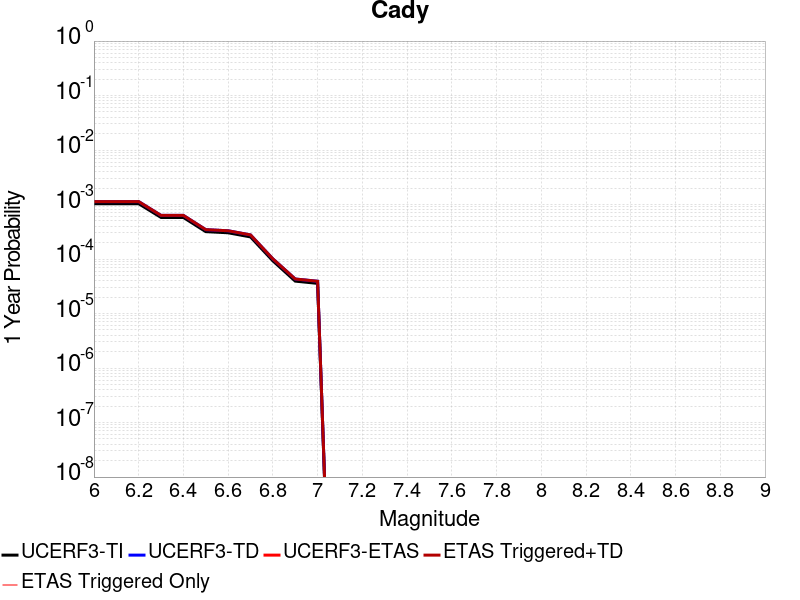 Cady
10^0
10^-1
10^-2
10^-3
10^-4
10^-5
10^-6
10^-7
10^-8
1 Year Probability
6 6.2 6.4 6.6 6.8 7 7.2 7.4 7.6 7.8 8 8.2 8.4 8.6 8.8 9
Magnitude
UCERF3-TI UCERF3-TD UCERF3-ETAS ETAS Triggered+TD
ETAS Triggered Only